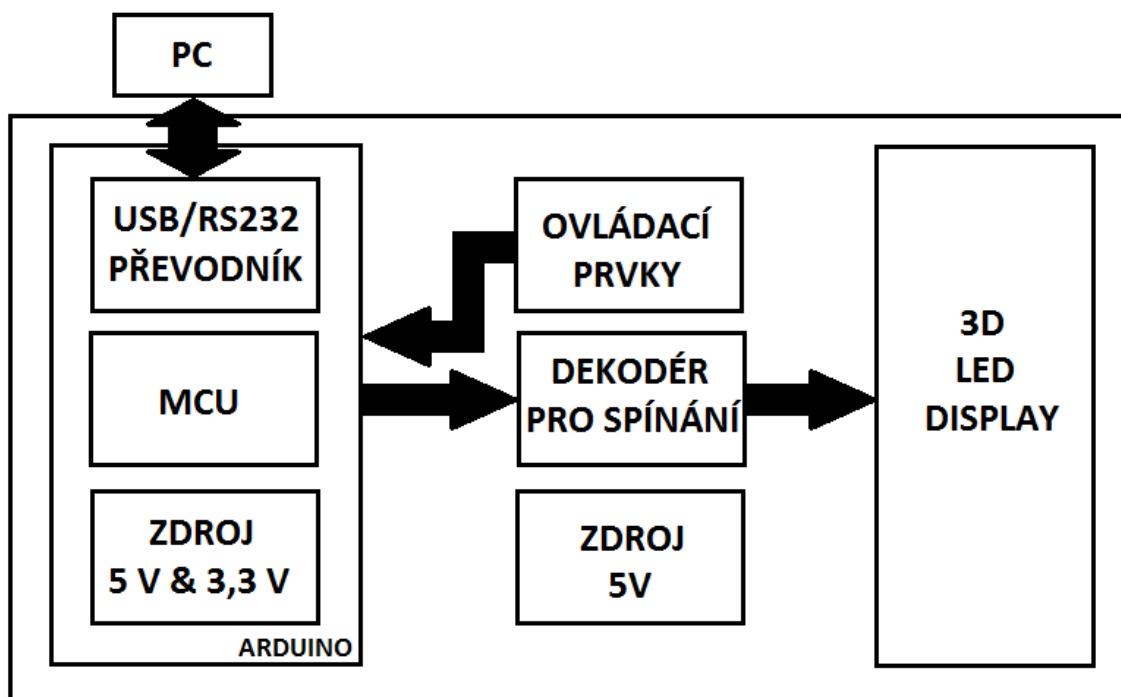 PC
USB/RS232
PŘEVODNÍK
MCU
ZDROJ
5 V & 3,3 V
ARDUINO
OVLÁDACÍ
PRVKY
DEKODÉR
PRO SPÍNÁNÍ
ZDROJ
5V
3D
LED
DISPLAY